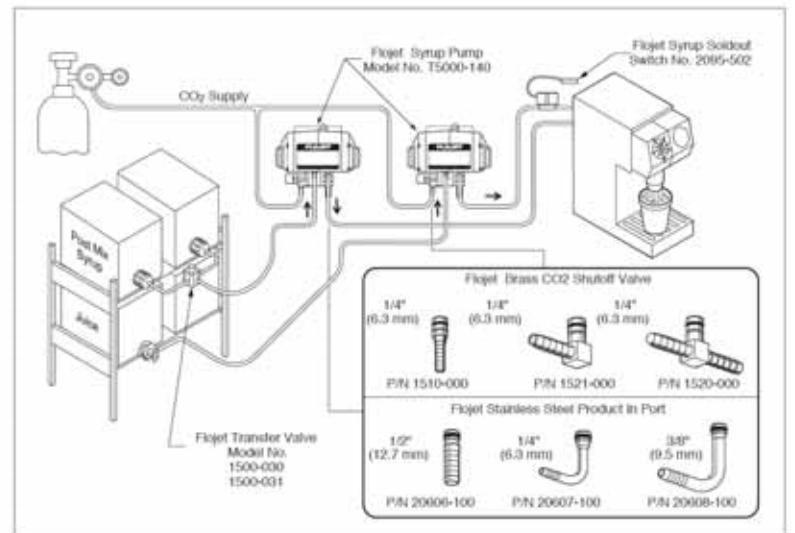 Flojet Syrup Pump
Model No. T5000-140
Flojet Syrup Soldout
Switch No. 2095-502
CO2 Supply
FLOJET
FLOJET
Post Mix
Syrup
Juice
Flojet Transfer Valve
Model No.
1500-030
1500-031
Flojet Brass CO2 Shutoff Valve
1/4"
(6.3 mm)
1/4"
(6.3 mm)
1/4"
(6.3 mm)
P/N 1510-000
P/N 1521-000
P/N 1520-000
Flojet Stainless Steel Product In Port
1/2"
(12.7 mm)
1/4"
(6.3 mm)
3/8"
(9.5 mm)
P/N 20606-100
P/N 20607-100
P/N 20608-100